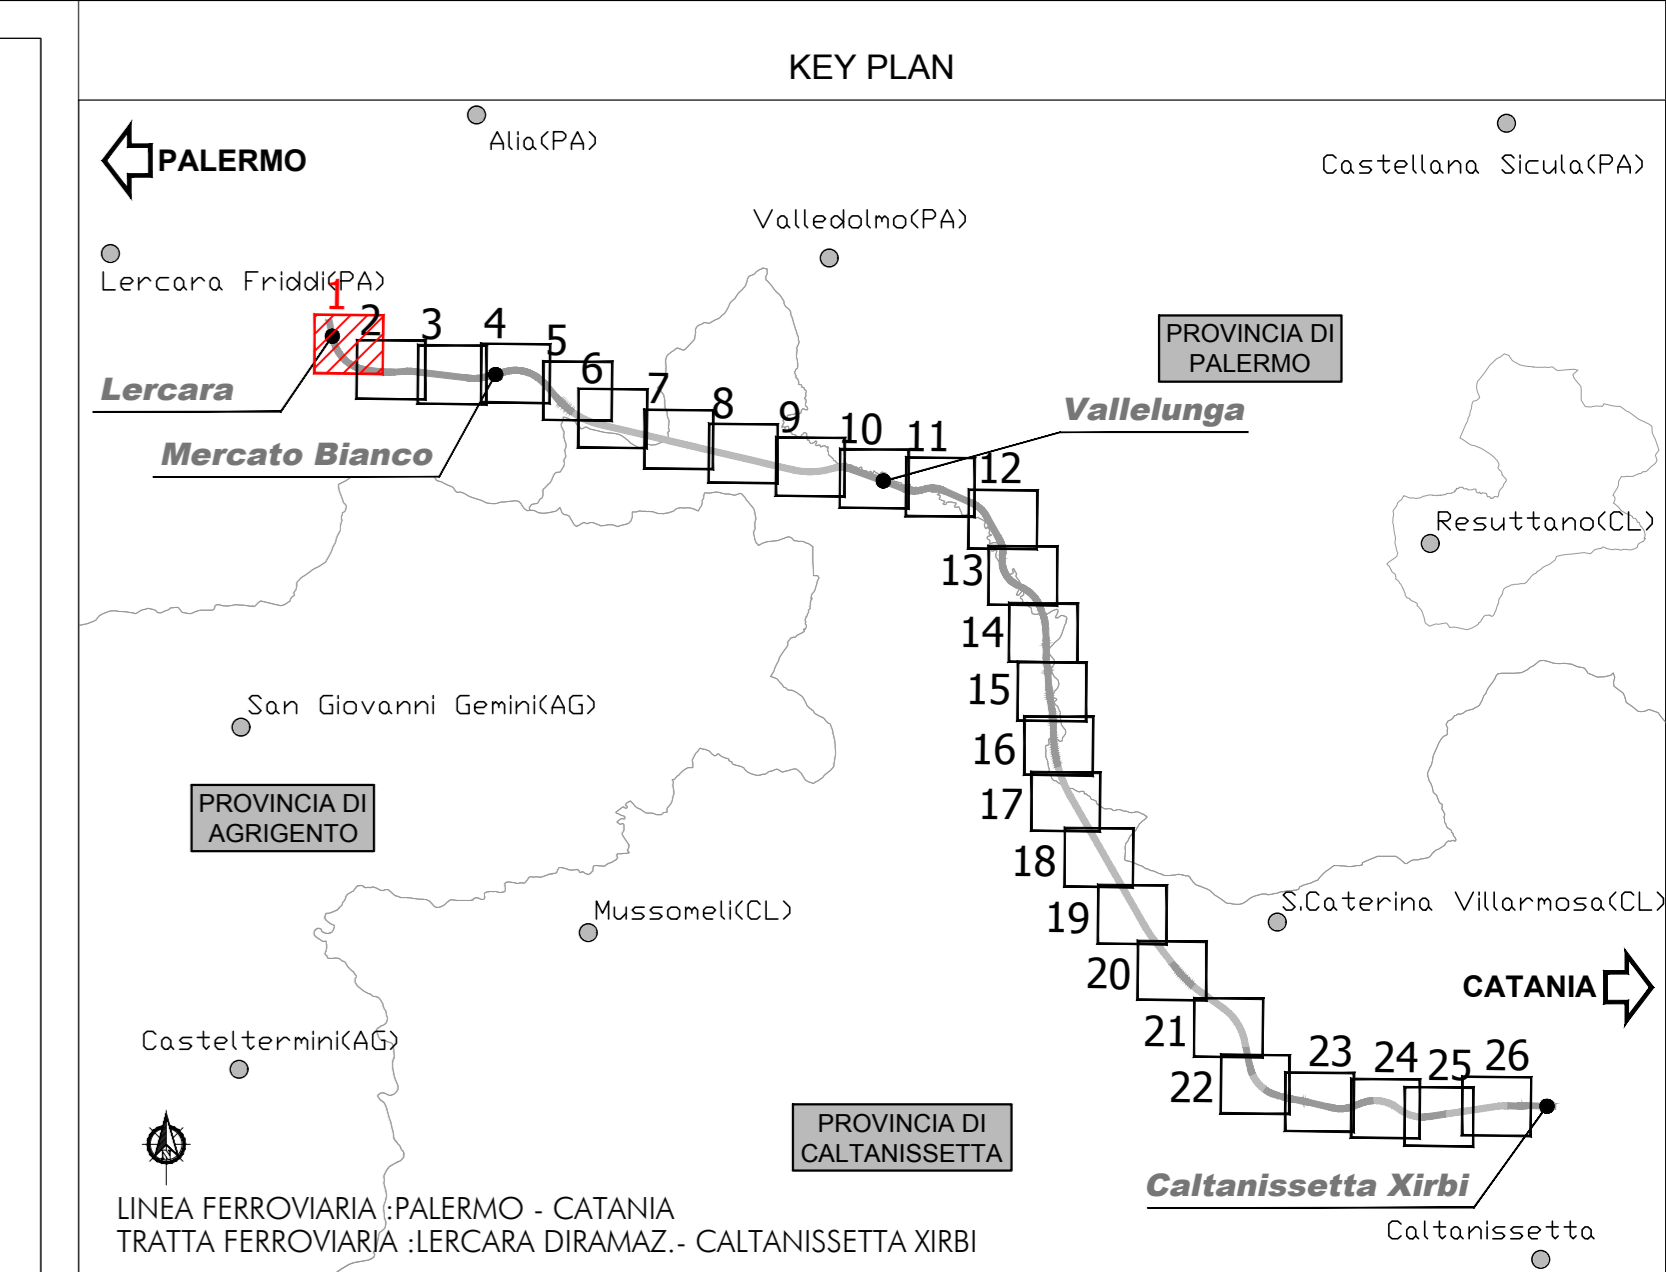 KEY PLAN
Alia(PA)
PALERMO
Castellana Sicula(PA)
Valledolmo(PA)
Lercara Friddi(PA)
1
2
3
4
5
6
7
8
9
10
11
12
PROVINCIA DI
PALERMO
Lercara
Vallelunga
Mercato Bianco
Resuttano(CL)
13
14
15
16
17
18
19
20
21
22
23
24
25
26
San Giovanni Gemini(AG)
PROVINCIA DI
AGRIGENTO
Mussomeli(CL)
S.Caterina Villarmosa(CL)
CATANIA
Casteltermini(AG)
PROVINCIA DI
CALTANISSETTA
Caltanissetta Xirbi
Caltanissetta
LINEA FERROVIARIA :PALERMO - CATANIA
TRATTA FERROVIARIA :LERCARA DIRAMAZ.- CALTANISSETTA XIRBI